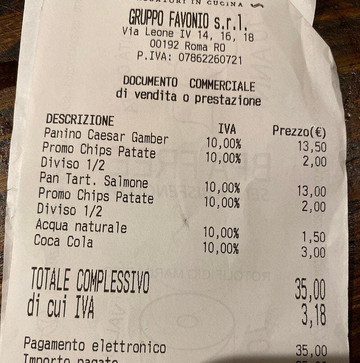 IN CUCINA
GRUPPO FAVONIO s.r.l.
Via Leone IV 14, 16, 18
00192 Roma RO
P.IVA: 07862260721
DOCUMENTO COMMERCIALE
di vendita o prestazione
DESCRIZIONE IVA Prezzo(€)
Panino Caesar Gamber 10,00% 13,50
Promo Chips Patate 10,00% 2,00
Diviso 1/2
Pan Tart. Salmone 10,00% 13,00
Promo Chips Patate 10,00% 2,00
Diviso 1/2
Acqua naturale 10,00% 1,50
Coca Cola 10,00% 3,00
TOTALE COMPLESSIVO 35,00
di cui IVA 3,18
Pagamento elettronico 35,00
Importo pagato